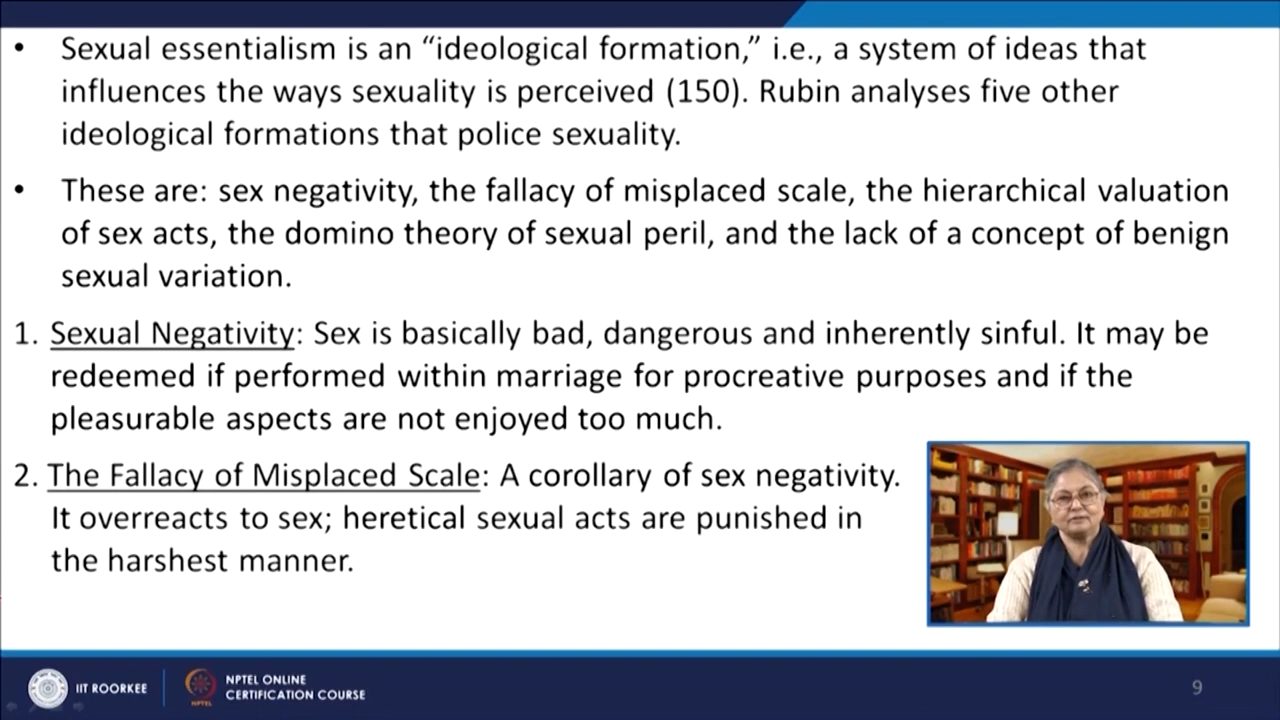 • Sexual essentialism is an “ideological formation,” i.e., a system of ideas that
influences the ways sexuality is perceived (150). Rubin analyses five other
ideological formations that police sexuality.
• These are: sex negativity, the fallacy of misplaced scale, the hierarchical valuation
of sex acts, the domino theory of sexual peril, and the lack of a concept of benign
sexual variation.
1. Sexual Negativity: Sex is basically bad, dangerous and inherently sinful. It may be
redeemed if performed within marriage for procreative purposes and if the
pleasurable aspects are not enjoyed too much.
2. The Fallacy of Misplaced Scale: A corollary of sex negativity.
It overreacts to sex; heretical sexual acts are punished in
the harshest manner.
IIT ROORKEE
NPTEL
NPTEL ONLINE
CERTIFICATION COURSE
9